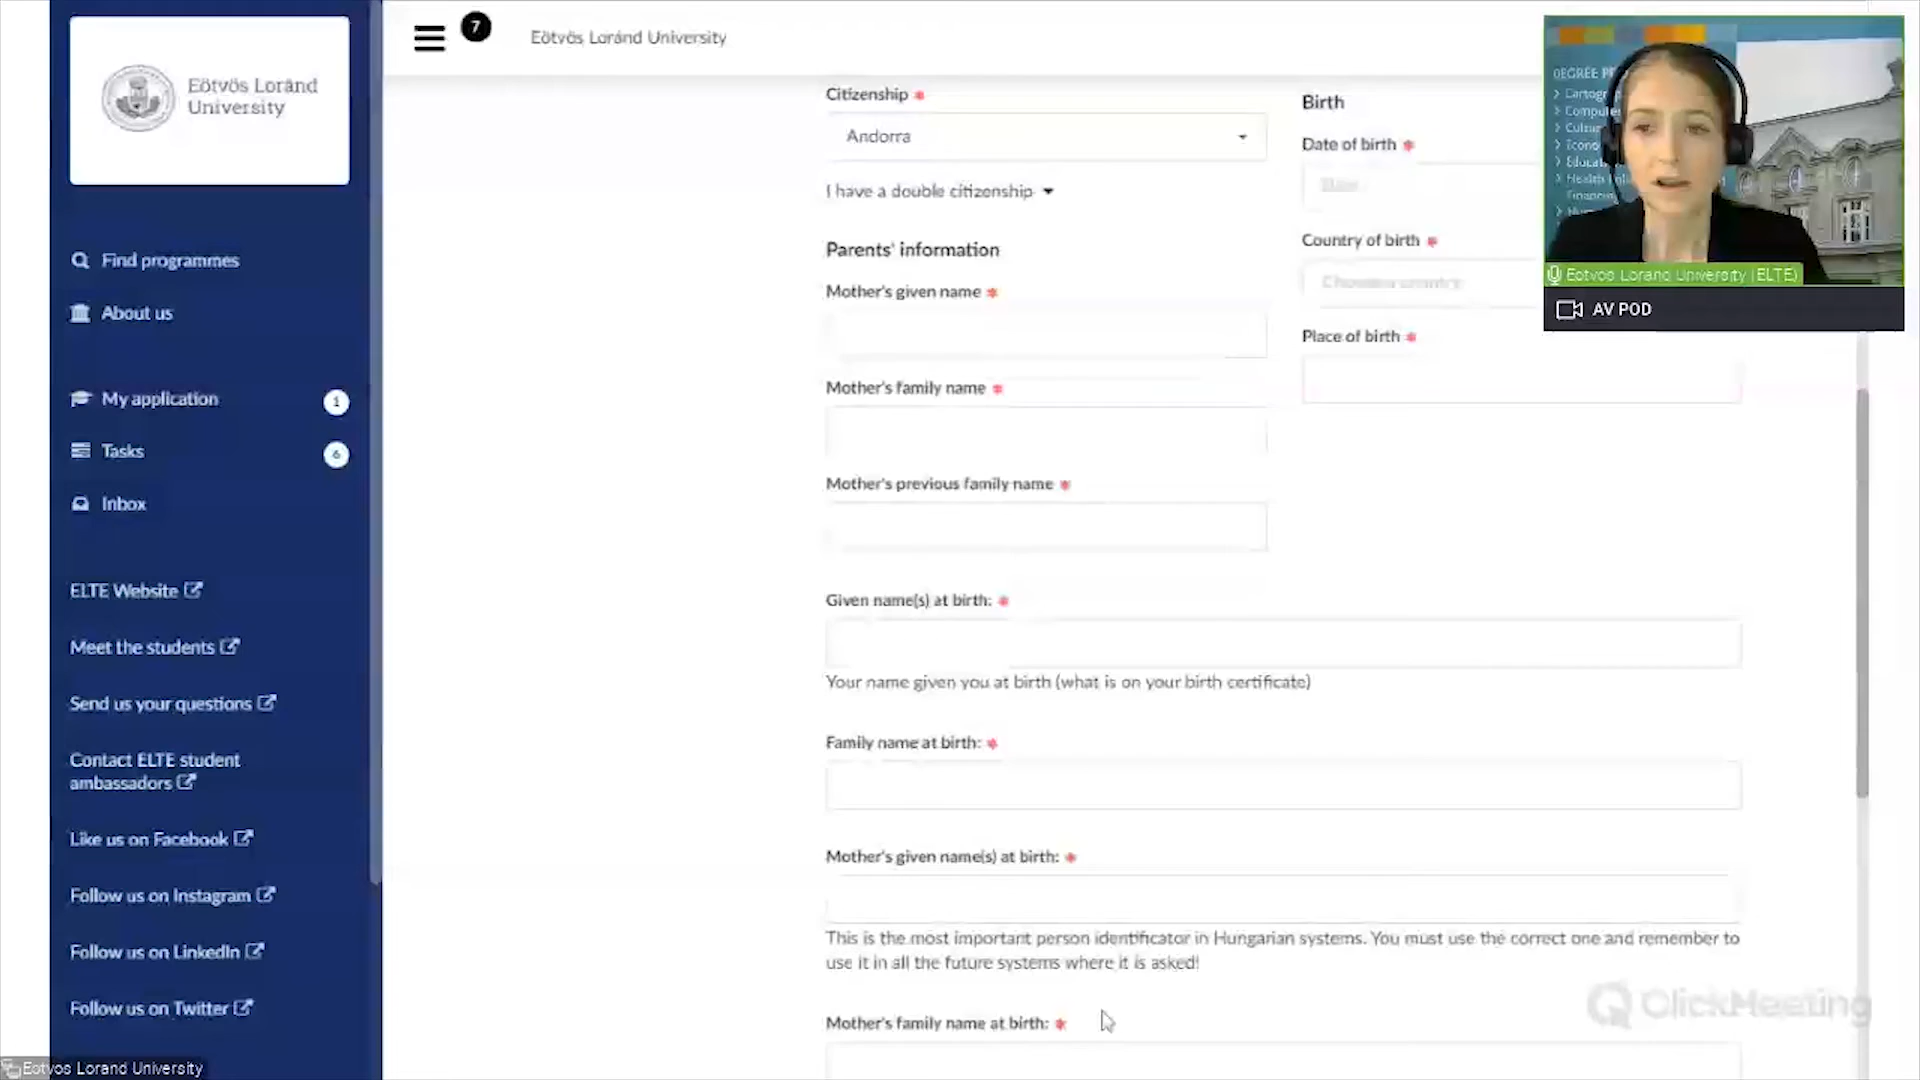 Eötvös Loránd
University
Find programmes
About us
My application 1
Tasks 6
Inbox
ELTE Website
Meet the students
Send us your questions
Contact ELTE student
ambassadors
Like us on Facebook
Follow us on Instagram
Follow us on LinkedIn
Follow us on Twitter
Eotvos Lorand University
7
Eötvös Loránd University
Citizenship *
Andorra
I have a double citizenship
Parents' information
Mother's given name *
Mother's family name *
Mother's previous family name *
Given name(s) at birth: *
Your name given you at birth (what is on your birth certificate)
Family name at birth: *
Mother's given name(s) at birth: *
This is the most important person identificator in Hungarian systems. You must use the correct one and remember to
use it in all the future systems where it is asked!
Mother's family name at birth: *
Birth
Date of birth *
Country of birth *
Choose a country
Place of birth *
DEGREE
Eotvos Lorand University (ELTE)
AV POD
ClickMeeting